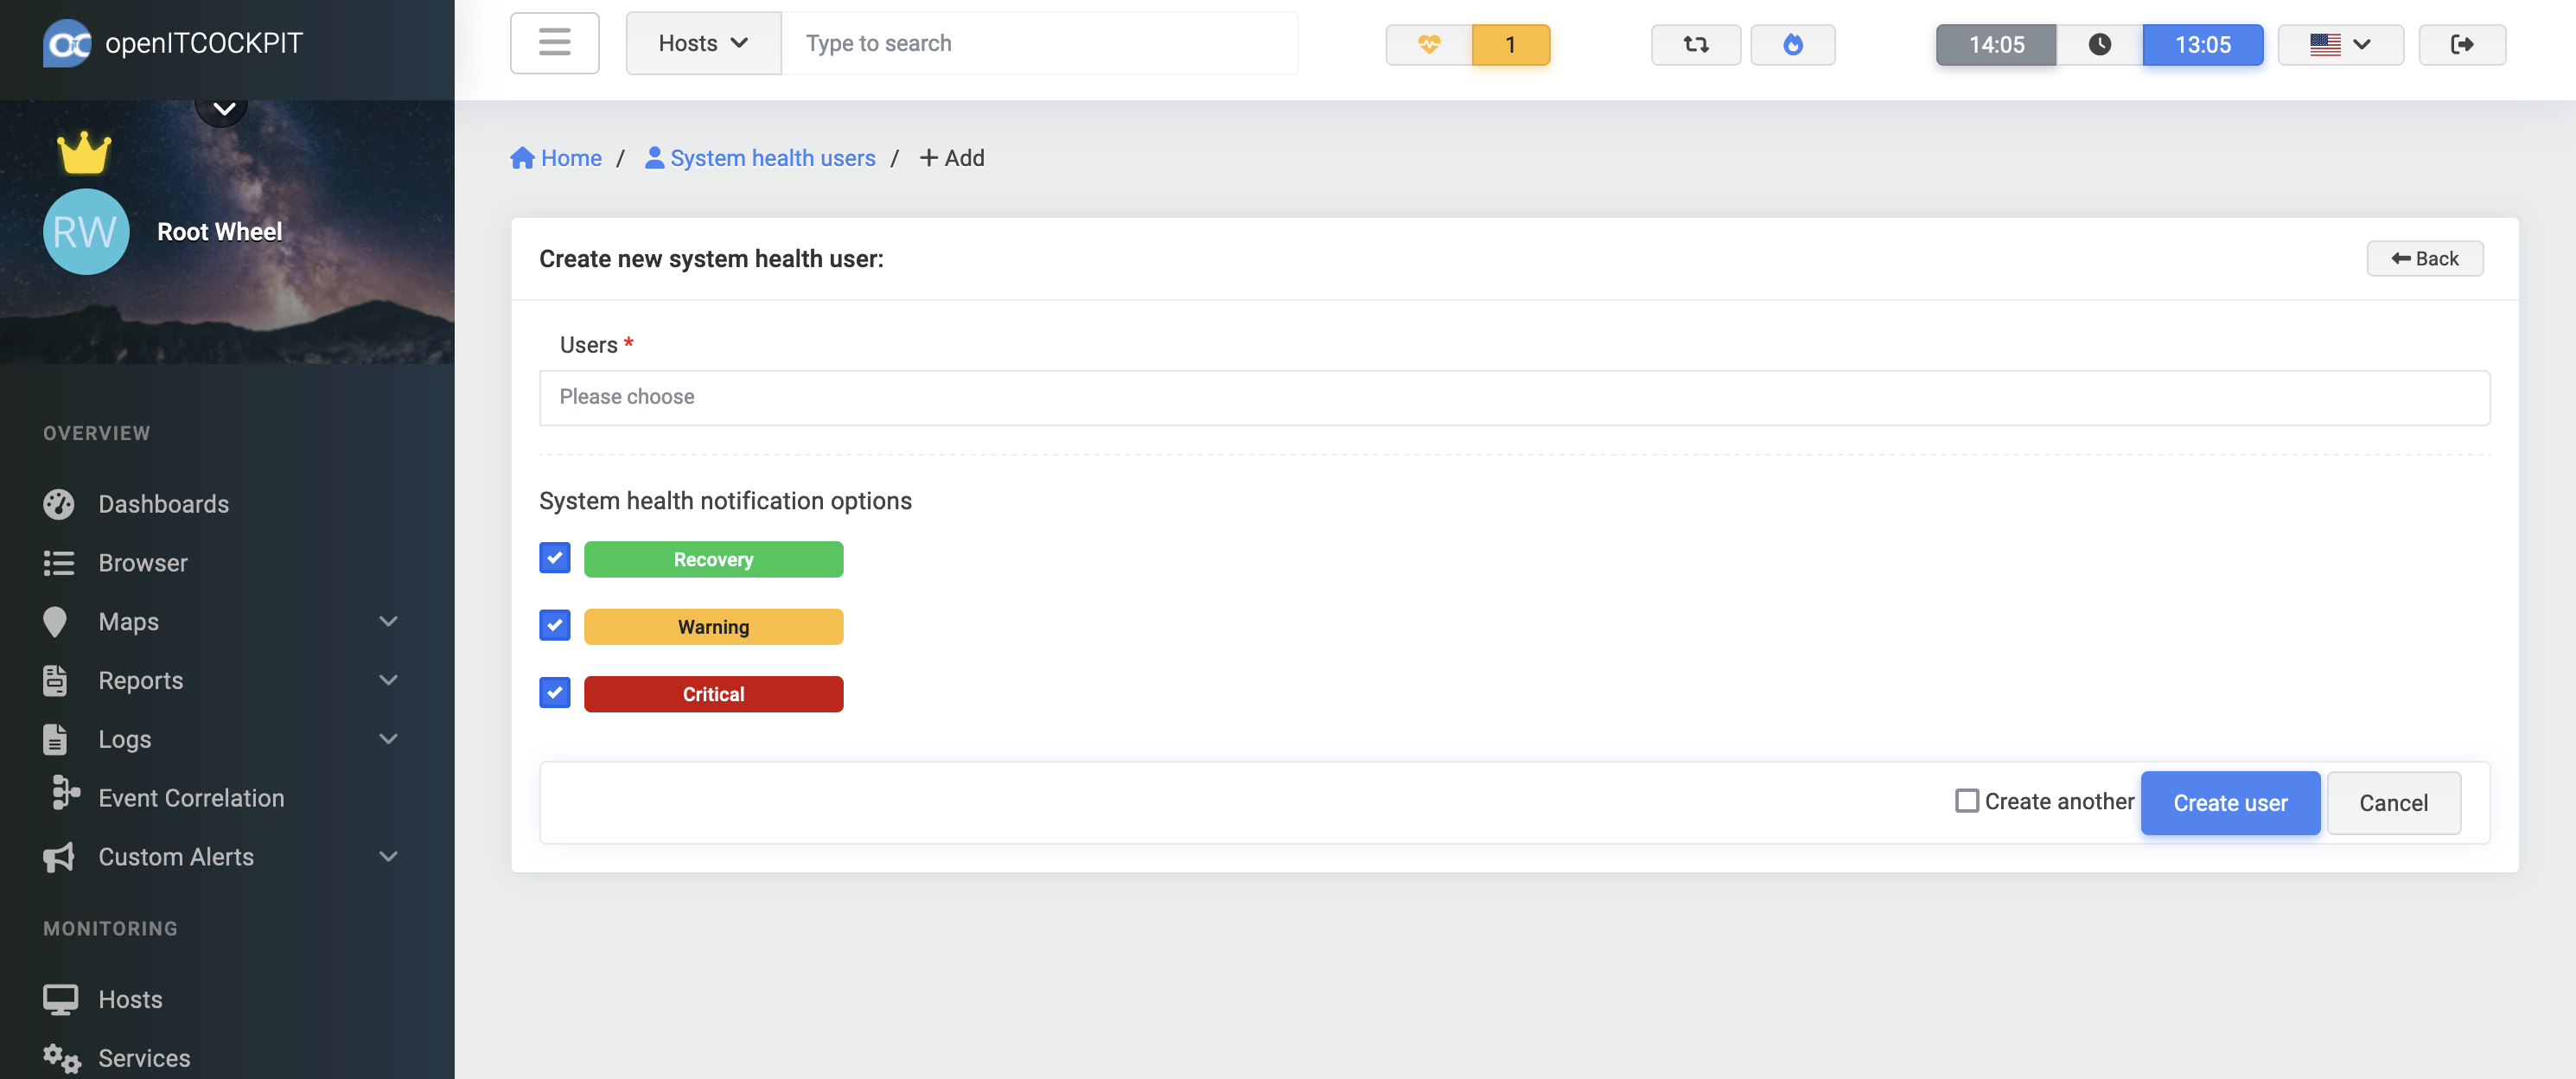 openITCOCKPIT
Hosts
Type to search
1
14:05
13:05
RW
Root Wheel
Home / System health users / + Add
Create new system health user:
Back
Users *
Please choose
System health notification options
Recovery
Warning
Critical
Create another
Create user
Cancel
OVERVIEW
Dashboards
Browser
Maps
Reports
Logs
Event Correlation
Custom Alerts
MONITORING
Hosts
Services